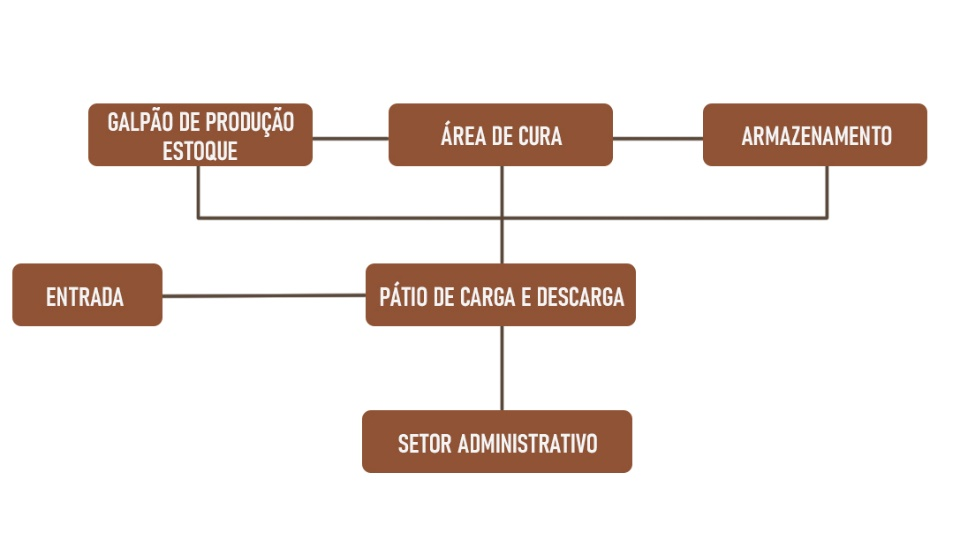 GALPÃO DE PRODUÇÃO
ESTOQUE
ÁREA DE CURA
ARMAZENAMENTO
ENTRADA
PÁTIO DE CARGA E DESCARGA
SETOR ADMINISTRATIVO